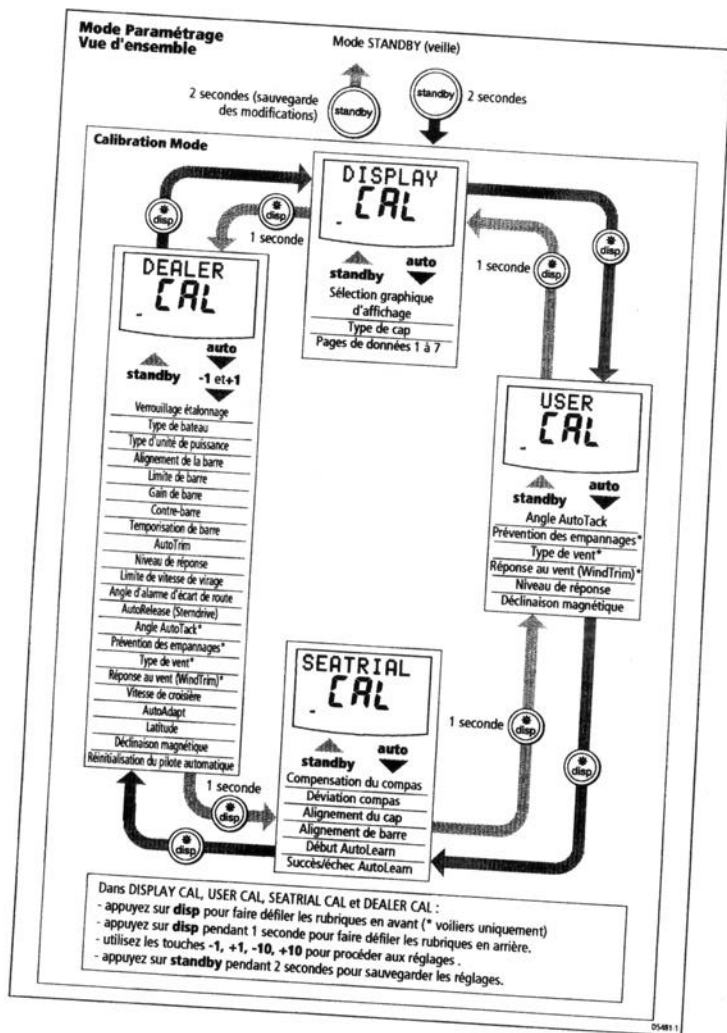 Mode Paramétrage
Vue d'ensemble
Mode STANDBY (veille)
2 secondes (sauvegarde
des modifications)
standby
standby
2 secondes
Calibration Mode
DISPLAY
CAL
disp
1 seconde
standby
auto
Sélection graphique
d'affichage
Type de cap
Pages de données 1 à 7
disp
disp
1 seconde
disp
DEALER
CAL
auto
standby
-1 et+1
Verrouillage étalonnage
Type de bateau
Type d'unité de puissance
Alignement de la barre
Limite de barre
Gain de barre
Contre-barre
Temporisation de barre
AutoTrim
Niveau de réponse
Limite de vitesse de virage
Angle d'alarme d'écart de route
AutoRelease (Sterndrive)
Angle AutoTack*
Prévention des empannages*
Type de vent*
Réponse au vent (WindTrim)*
Vitesse de croisière
AutoAdapt
Latitude
Déclinaison magnétique
Réinitialisation du pilote automatique
USER
CAL
standby
auto
Angle AutoTack
Prévention des empannages*
Type de vent*
Réponse au vent (WindTrim)*
Niveau de réponse
Déclinaison magnétique
SEATRIAL
CAL
standby
auto
Compensation du compas
Déviation compas
Alignement du cap
Alignement de barre
Début AutoLearn
Succès/échec AutoLearn
1 seconde
disp
disp
1 seconde
disp
disp
Dans DISPLAY CAL, USER CAL, SEATRIAL CAL et DEALER CAL :
- appuyez sur disp pour faire défiler les rubriques en avant (* voiliers uniquement)
- appuyez sur disp pendant 1 seconde pour faire défiler les rubriques en arrière.
- utilisez les touches -1, +1, -10, +10 pour procéder aux réglages .
- appuyez sur standby pendant 2 secondes pour sauvegarder les réglages.
D5481-1